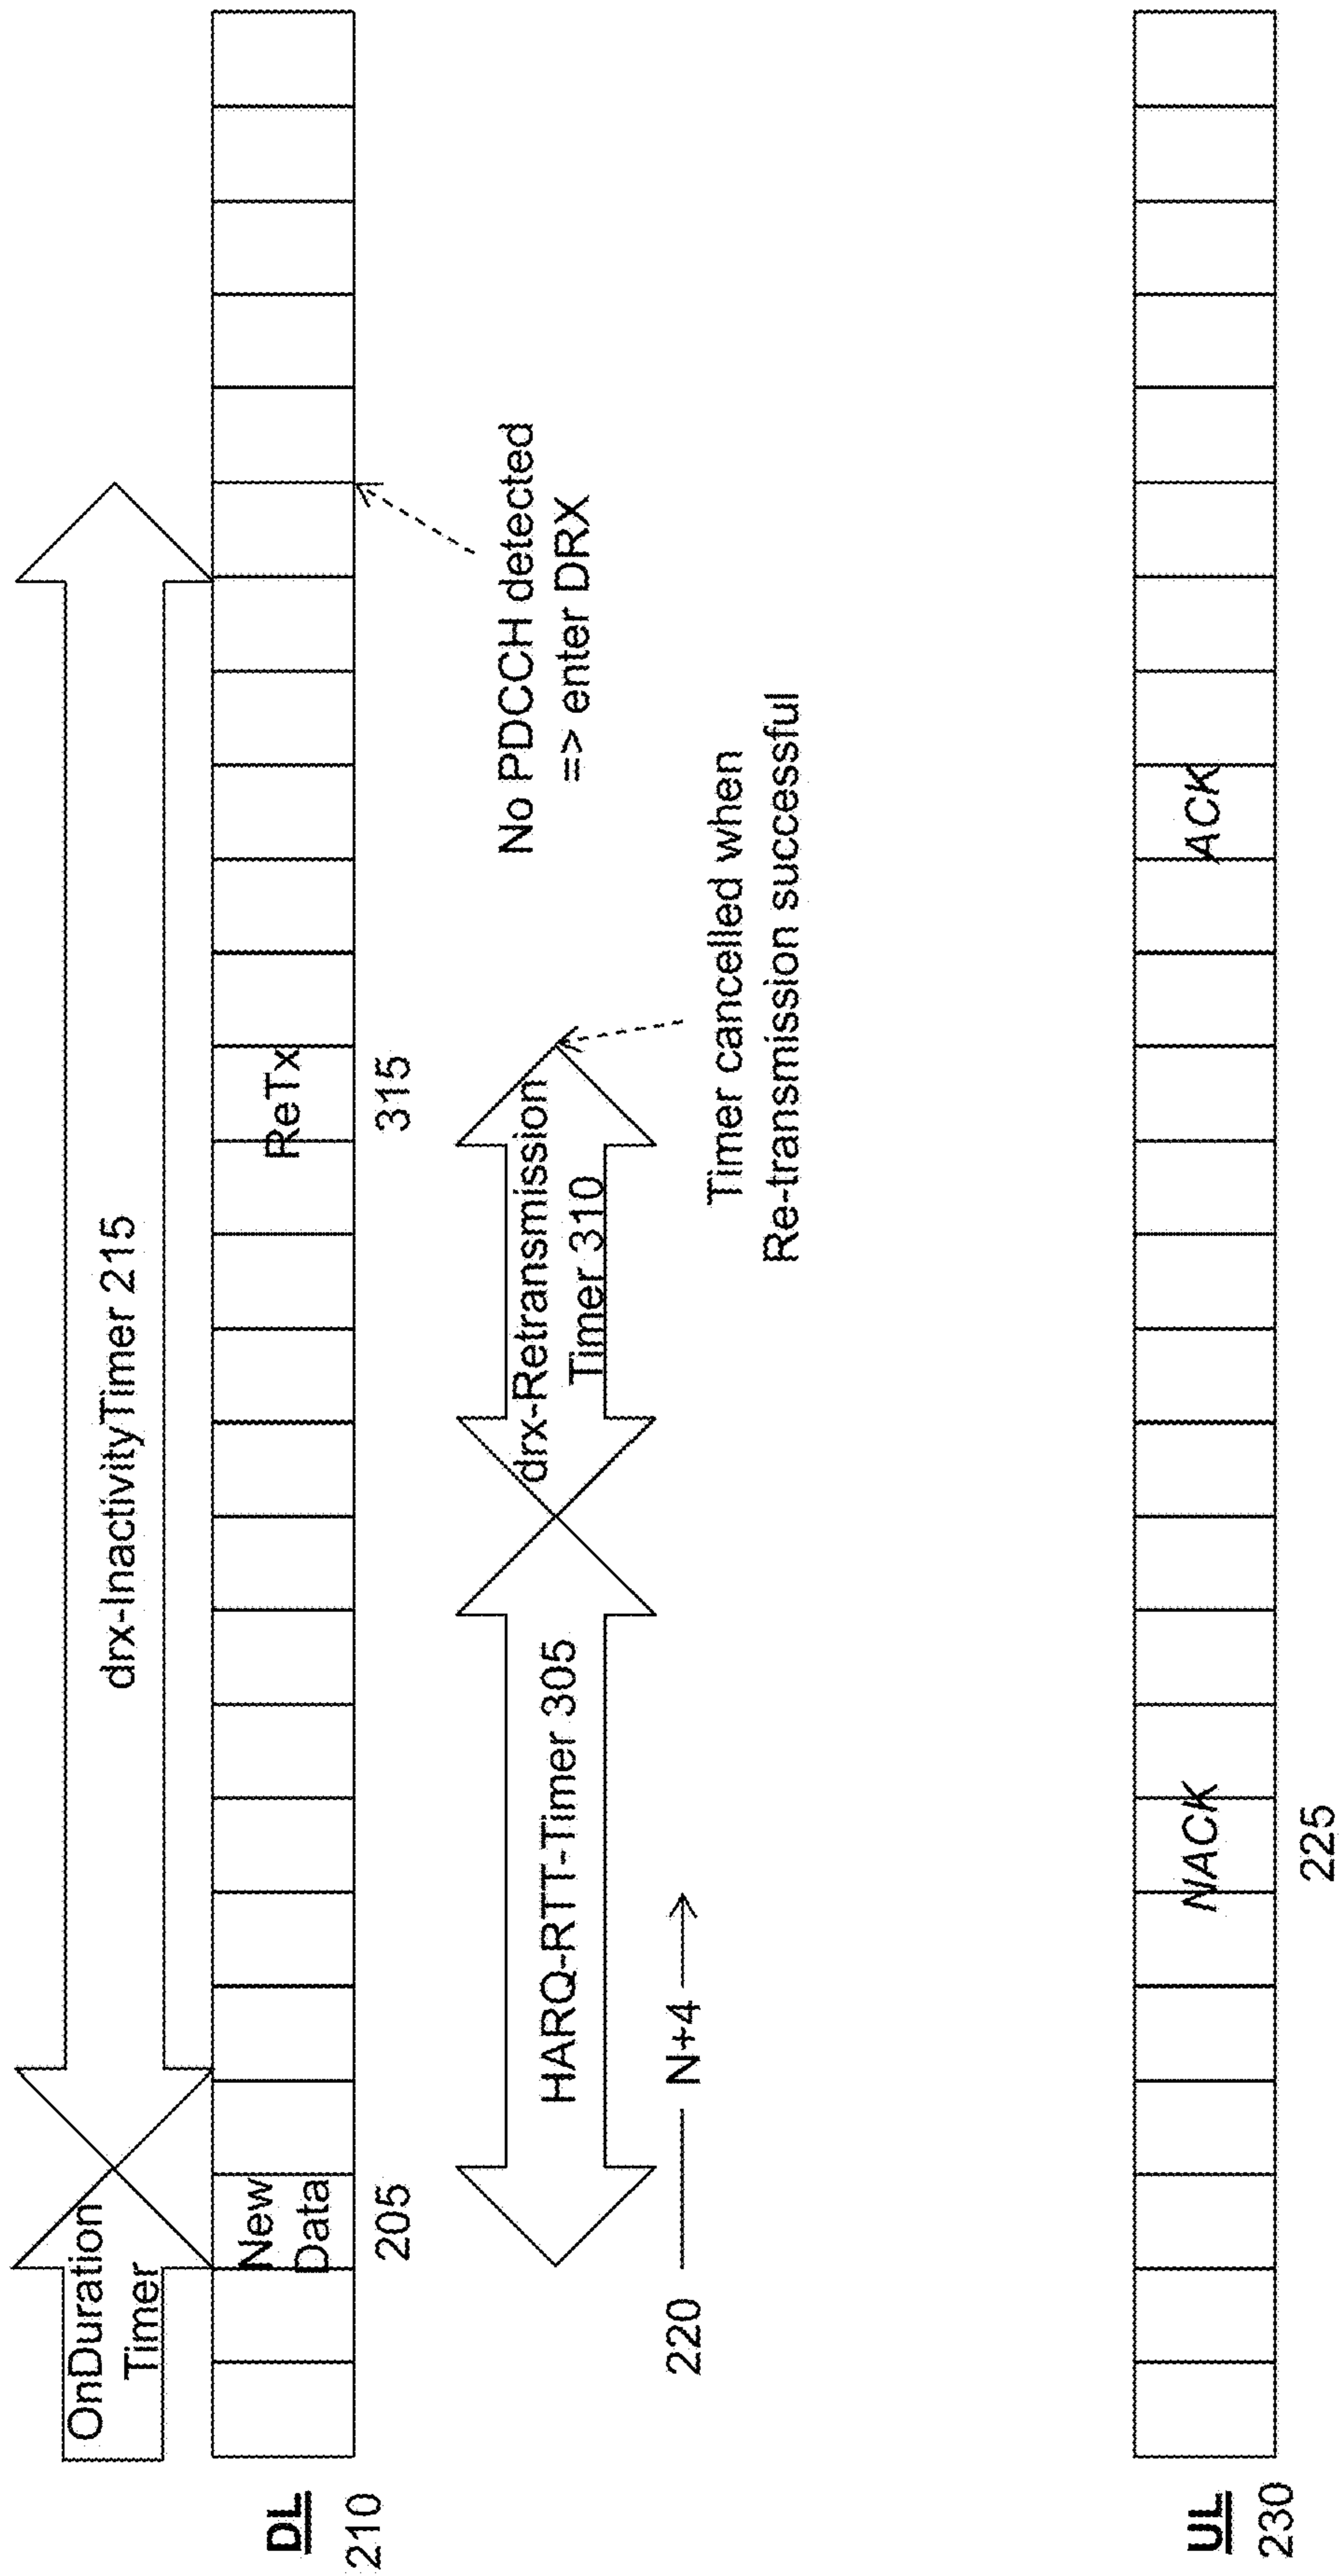 OnDuration
Timer
drx-InactivityTimer 215
DL
210
New
Data
205
ReTx
315
No PDCCH detected
=> enter DRX
HARQ-RTT-Timer 305
drx-Retransmission
Timer 310
220
N+4
Timer cancelled when
Re-transmission successful
UL
230
NACK
225
ACK